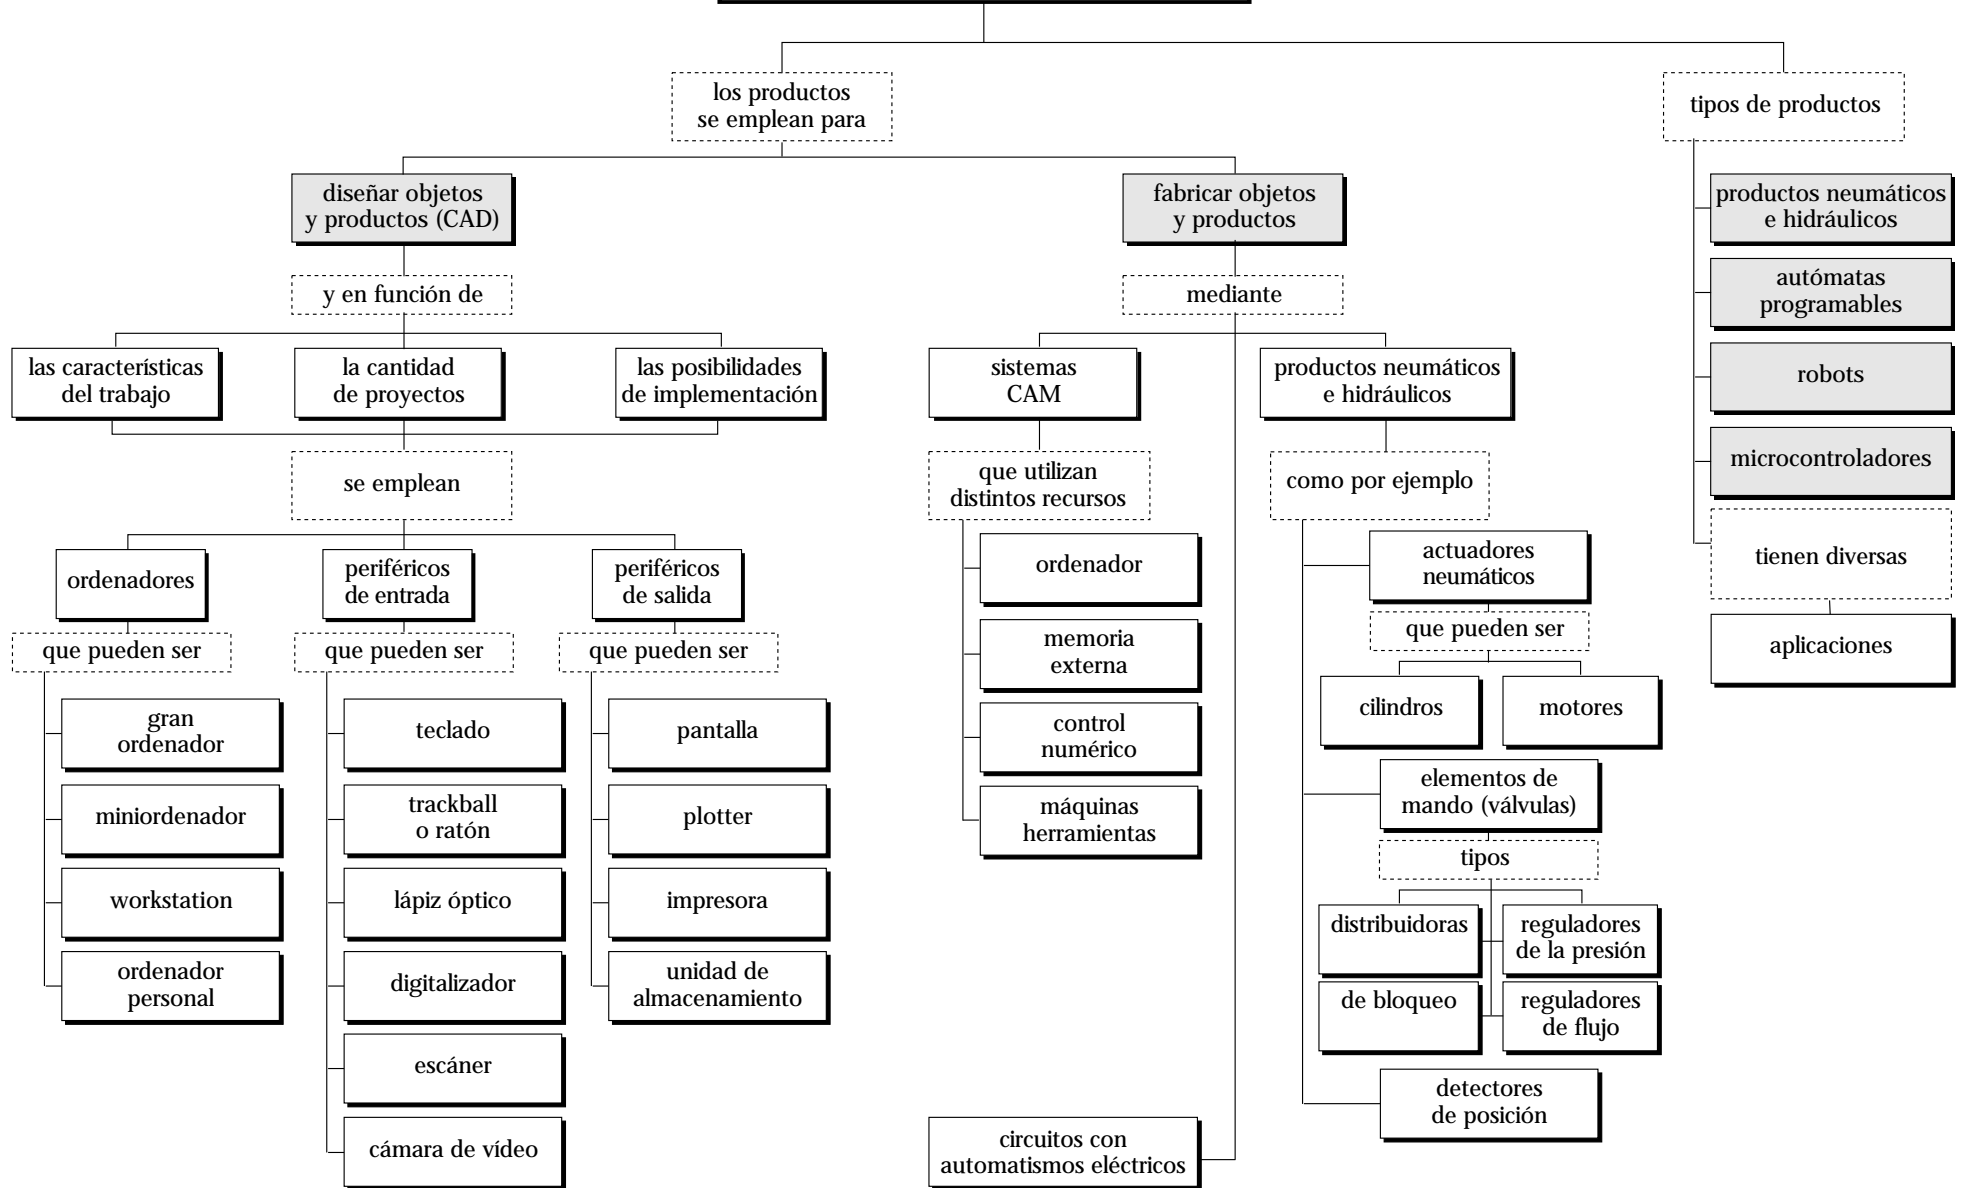 los productos
se emplean para
tipos de productos
diseñar objetos
y productos (CAD)
fabricar objetos
y productos
productos neumáticos
e hidráulicos
autómatas
programables
robots
microcontroladores
tienen diversas
aplicaciones
y en función de
las características
del trabajo
la cantidad
de proyectos
las posibilidades
de implementación
se emplean
ordenadores
que pueden ser
gran
ordenador
miniordenador
workstation
ordenador
personal
periféricos
de entrada
que pueden ser
teclado
trackball
o ratón
lápiz óptico
digitalizador
escáner
cámara de vídeo
periféricos
de salida
que pueden ser
pantalla
plotter
impresora
unidad de
almacenamiento
mediante
sistemas
CAM
que utilizan
distintos recursos
ordenador
memoria
externa
control
numérico
máquinas
herramientas
circuitos con
automatismos eléctricos
productos neumáticos
e hidráulicos
como por ejemplo
actuadores
neumáticos
que pueden ser
cilindros
motores
elementos de
mando (válvulas)
tipos
distribuidoras
reguladores
de la presión
de bloqueo
reguladores
de flujo
detectores
de posición